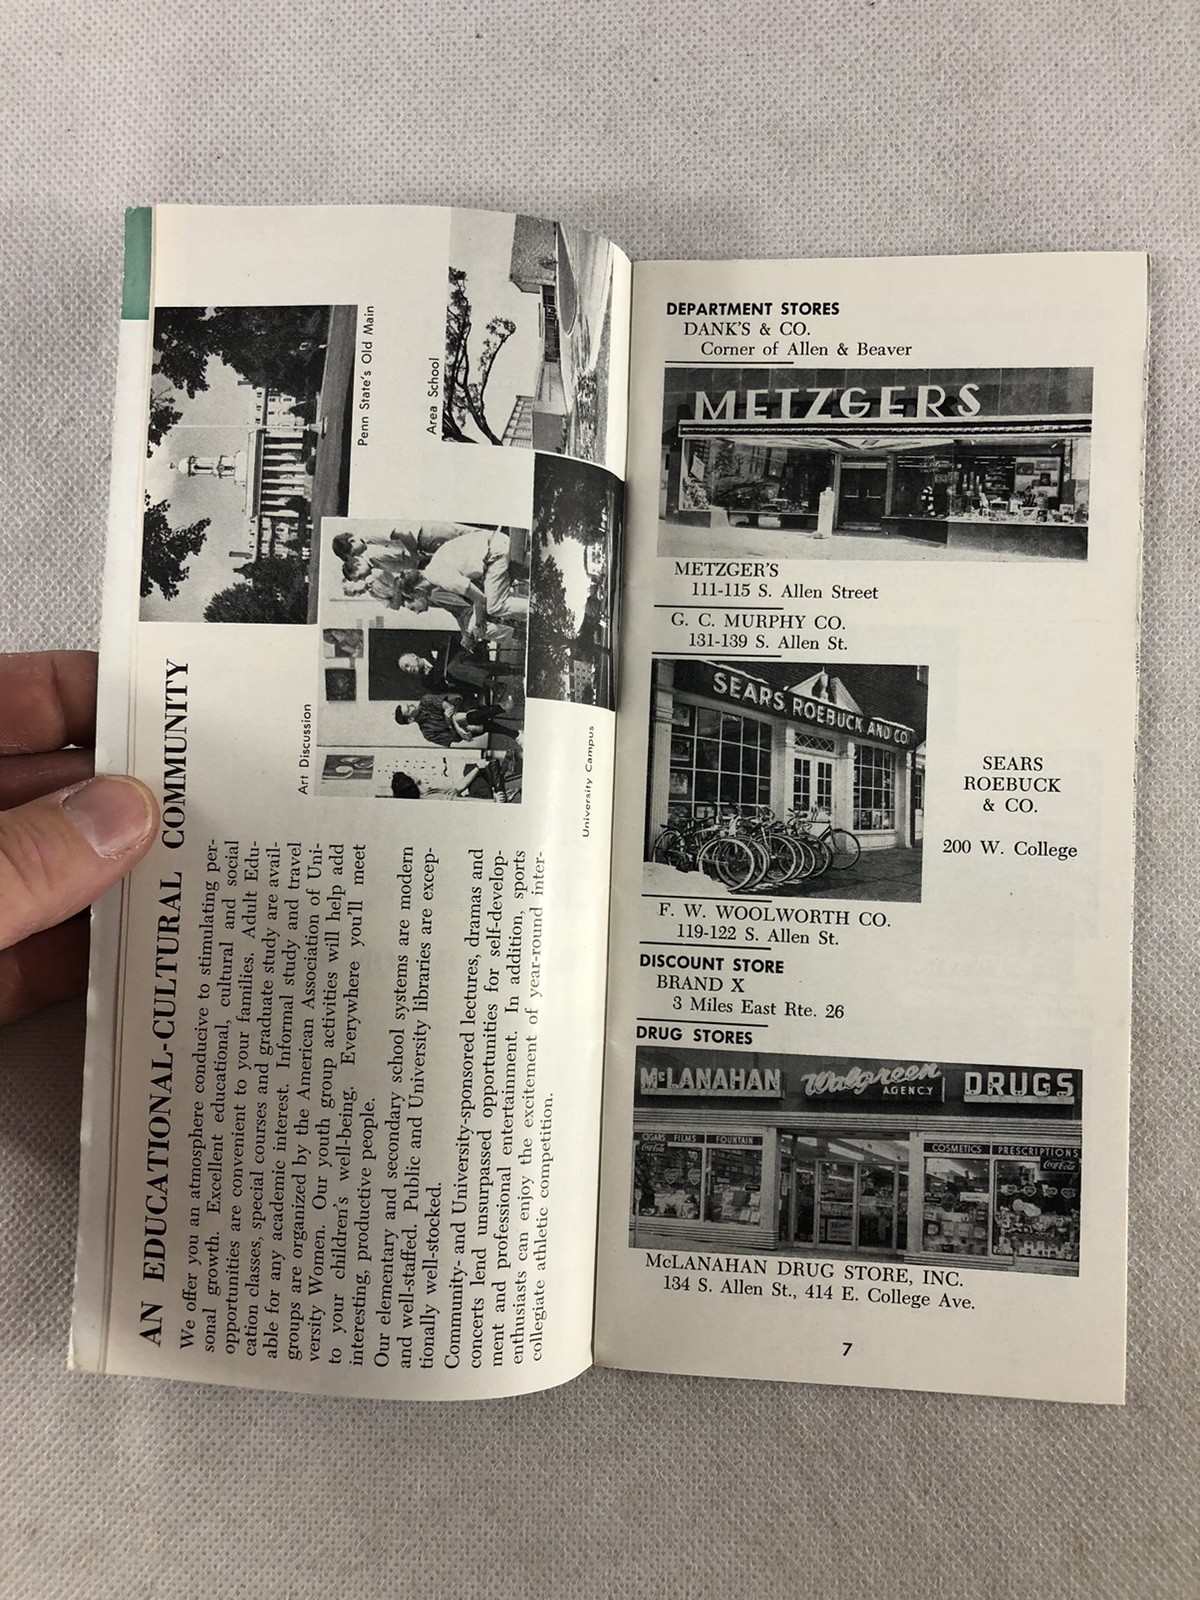 AN EDUCATIONAL-CULTURAL COMMUNITY
We offer you an atmosphere conducive to stimulating per-
sonal growth. Excellent educational, cultural and social
opportunities are convenient to your families. Adult Edu-
cation classes, special courses and graduate study are avail-
able for any academic interest. Informal study and travel
groups are organized by the American Association of Uni-
versity Women. Our youth group activities will help add
to your children's well-being. Everywhere you'll meet
interesting, productive people.
Our elementary and secondary school systems are modern
and well-staffed. Public and University libraries are excep-
tionally well-stocked.
Community- and University-sponsored lectures, dramas and
concerts lend unsurpassed opportunities for self-develop-
ment and professional entertainment. In addition, sports
enthusiasts can enjoy the excitement of year-round inter-
collegiate athletic competition.
Penn State's Old Main
Art Discussion
Area School
University Campus
DEPARTMENT STORES
DANK'S & CO.
Corner of Allen & Beaver
METZGERS
METZGER'S
111-115 S. Allen Street
G. C. MURPHY CO.
131-139 S. Allen St.
SEARS, ROEBUCK AND CO.
SEARS
ROEBUCK
& CO.
200 W. College
F. W. WOOLWORTH CO.
119-122 S. Allen St.
DISCOUNT STORE
BRAND X
3 Miles East Rte. 26
DRUG STORES
McLANAHAN Walgreen AGENCY DRUGS
CIGARS FILMS FOUNTAIN COSMETICS PRESCRIPTIONS
Coca-Cola Coca-Cola
McLANAHAN DRUG STORE, INC.
134 S. Allen St., 414 E. College Ave.
7